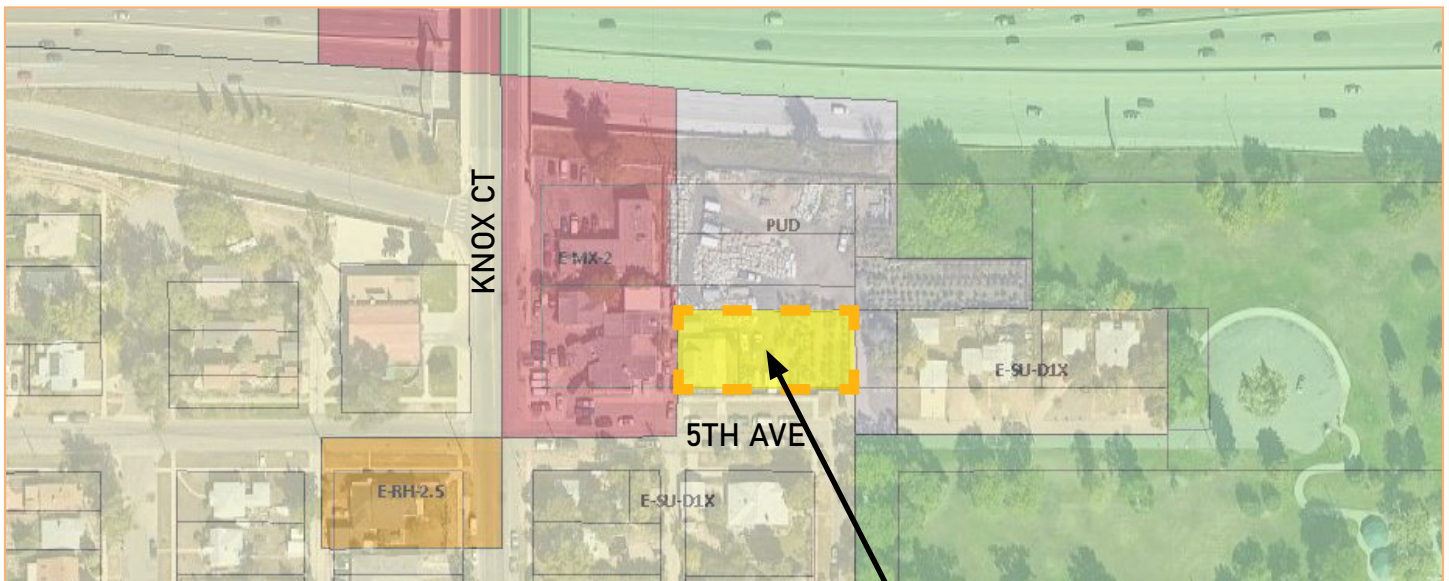 KNOX CT
PUD
E-MX-2
E-SU-D1X
5TH AVE
E-RH-2.5
E-SU-D1X